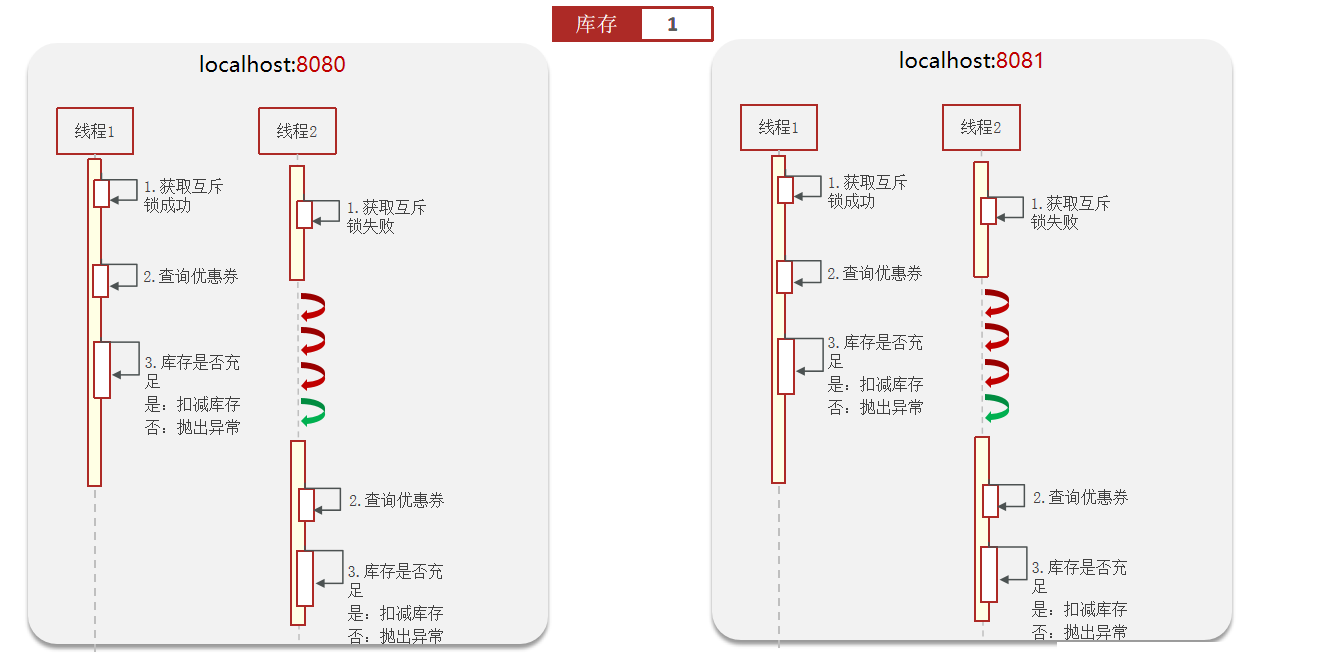 库存 1
localhost:8080
线程1
线程2
1.获取互斥
锁成功
1.获取互斥
锁失败
2.查询优惠券
3.库存是否充
足
是：扣减库存
否：抛出异常
2.查询优惠券
3.库存是否充
足
是：扣减库存
否：抛出异常
localhost:8081
线程1
线程2
1.获取互斥
锁成功
1.获取互斥
锁失败
2.查询优惠券
3.库存是否充
足
是：扣减库存
否：抛出异常
2.查询优惠券
3.库存是否充
足
是：扣减库存
否：抛出异常